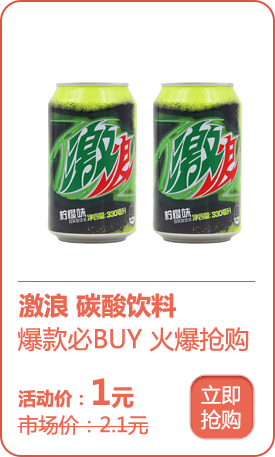 激浪 激浪
柠檬味 柠檬味
净含量:330毫升 净含量:330毫升
激浪 碳酸饮料
爆款必BUY 火爆抢购
活动价：1元
市场价：2.1元
立即
抢购